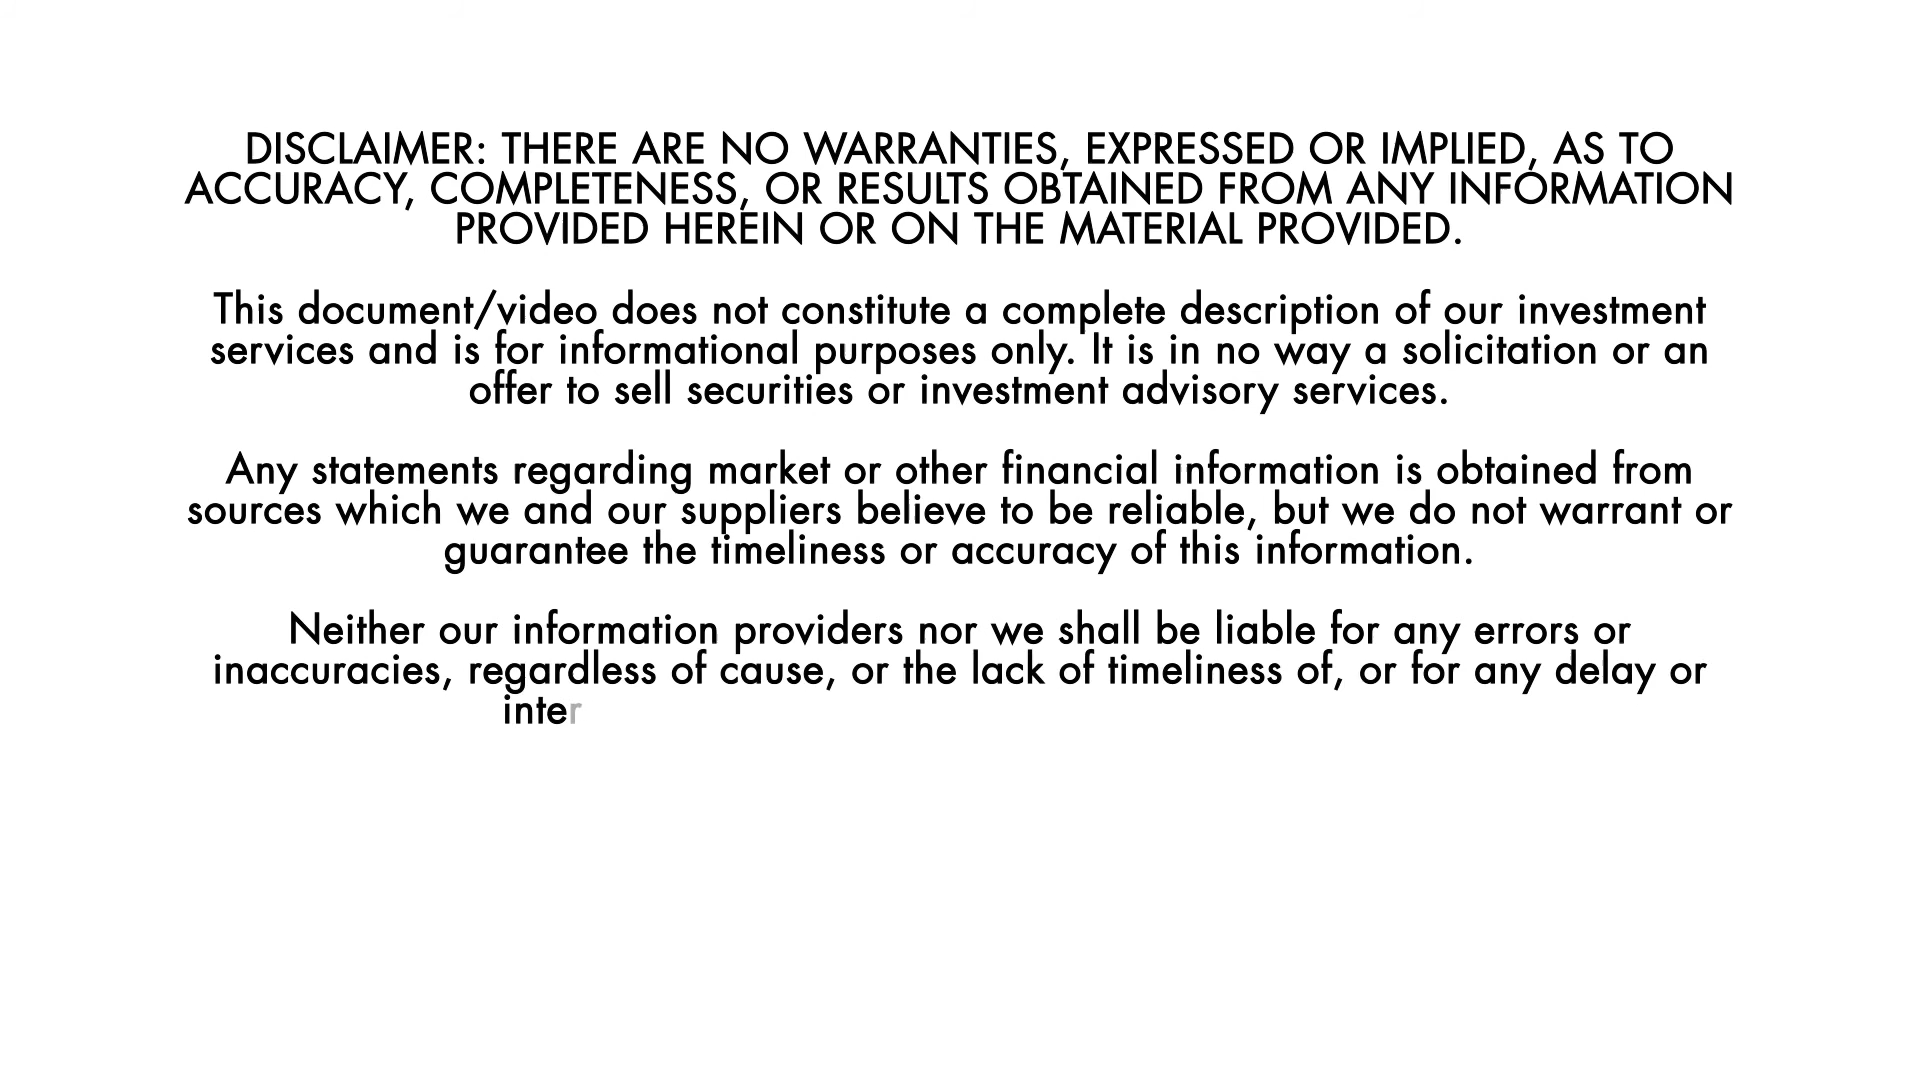 DISCLAIMER: THERE ARE NO WARRANTIES, EXPRESSED OR IMPLIED, AS TO
ACCURACY, COMPLETENESS, OR RESULTS OBTAINED FROM ANY INFORMATION
PROVIDED HEREIN OR ON THE MATERIAL PROVIDED.
This document/video does not constitute a complete description of our investment
services and is for informational purposes only. It is in no way a solicitation or an
offer to sell securities or investment advisory services.
Any statements regarding market or other financial information is obtained from
sources which we and our suppliers believe to be reliable, but we do not warrant or
guarantee the timeliness or accuracy of this information.
Neither our information providers nor we shall be liable for any errors or
inaccuracies, regardless of cause, or the lack of timeliness of, or for any delay or
inter